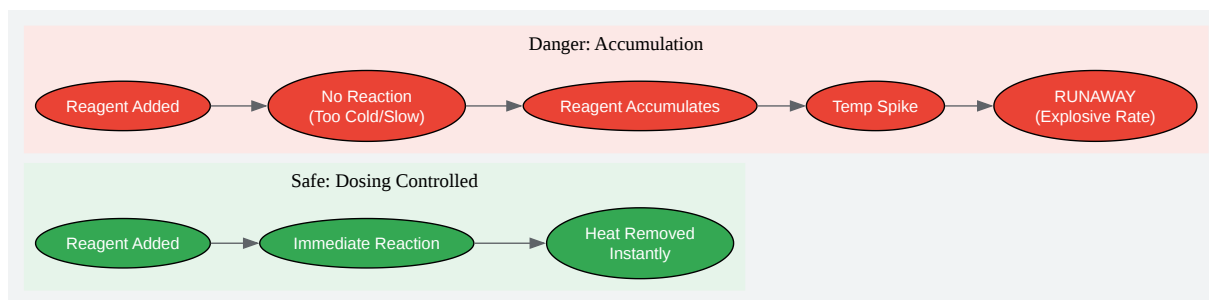 Danger: Accumulation
Reagent Added
No Reaction
(Too Cold/Slow)
Reagent Accumulates
Temp Spike
RUNAWAY
(Explosive Rate)
Safe: Dosing Controlled
Reagent Added
Immediate Reaction
Heat Removed
Instantly